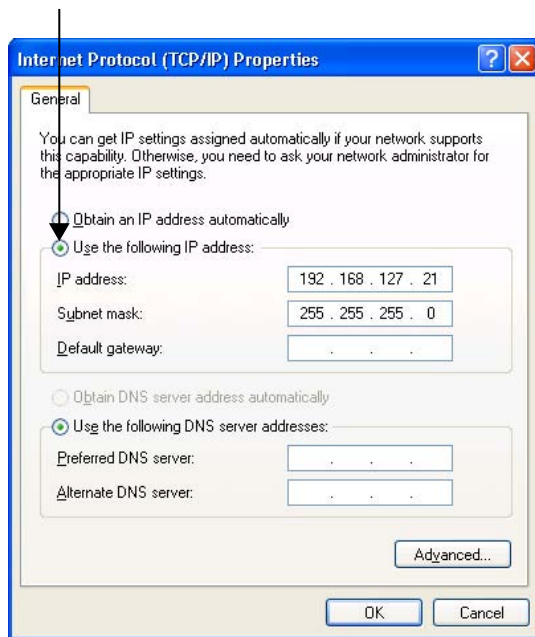 Internet Protocol (TCP/IP) Properties
General
You can get IP settings assigned automatically if your network supports
this capability. Otherwise, you need to ask your network administrator for
the appropriate IP settings.
Obtain an IP address automatically
Use the following IP address:
IP address: 192 . 168 . 127 . 21
Subnet mask: 255 . 255 . 255 . 0
Default gateway: . . .
Obtain DNS server address automatically
Use the following DNS server addresses:
Preferred DNS server: . . .
Alternate DNS server: . . .
Advanced...
OK Cancel